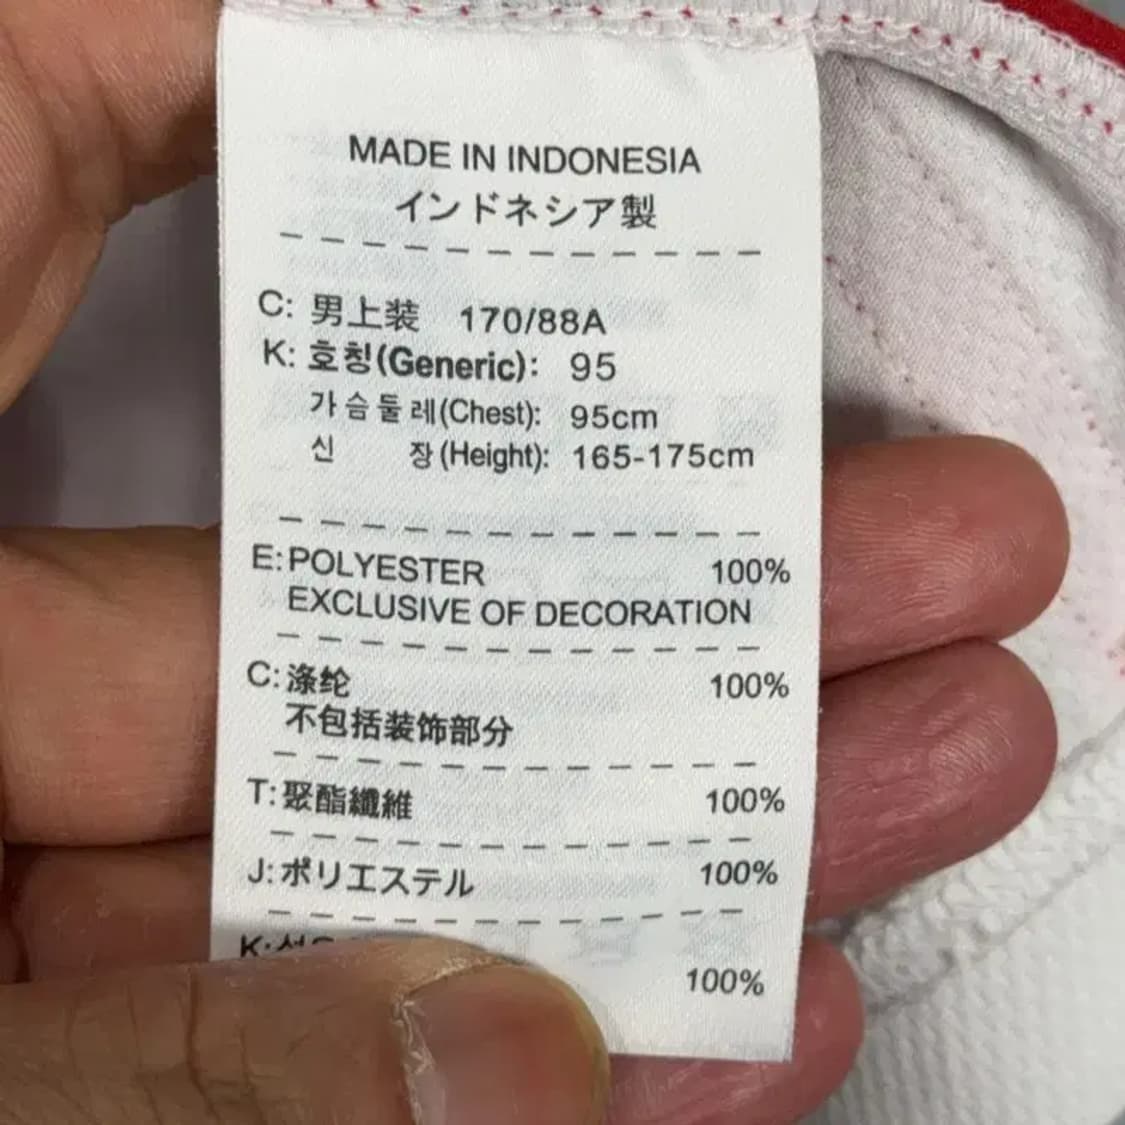 MADE IN INDONESIA
インドネシア製
C: 男上装 170/88A
K: 호칭(Generic): 95
가슴둘레(Chest): 95cm
신 장(Height): 165-175cm
E: POLYESTER 100%
EXCLUSIVE OF DECORATION
C: 涤纶 100%
不包括装饰部分
T: 聚酯纖維 100%
J: ポリエステル 100%
K: 100%